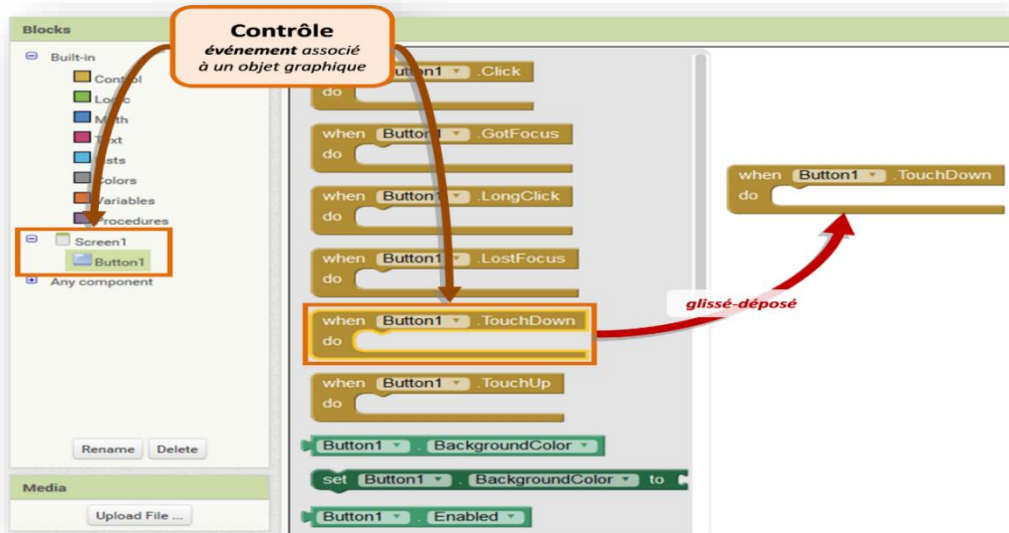 Blocks
Contrôle
événement associé
à un objet graphique
Built-in
Control
Logic
Math
Text
Lists
Colors
Variables
Procedures
Screen1
Button1
Any component
Rename
Delete
Media
Upload File ...
Button1 .Click
do
when Button1 .GotFocus
do
when Button1 .LongClick
do
when Button1 .LostFocus
do
when Button1 .TouchDown
do
when Button1 .TouchUp
do
Button1 . BackgroundColor
set Button1 . BackgroundColor to
Button1 . Enabled
when Button1 .TouchDown
do
glissé-déposé